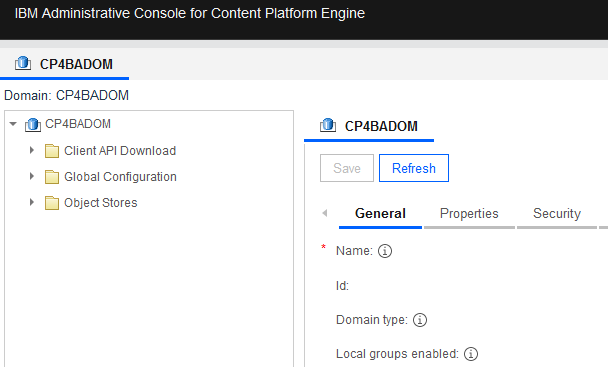 IBM Administrative Console for Content Platform Engine
CP4BADOM
Domain: CP4BADOM
CP4BADOM
Client API Download
Global Configuration
Object Stores
CP4BADOM
Save Refresh
General Properties Security
* Name:
Id:
Domain type:
Local groups enabled: